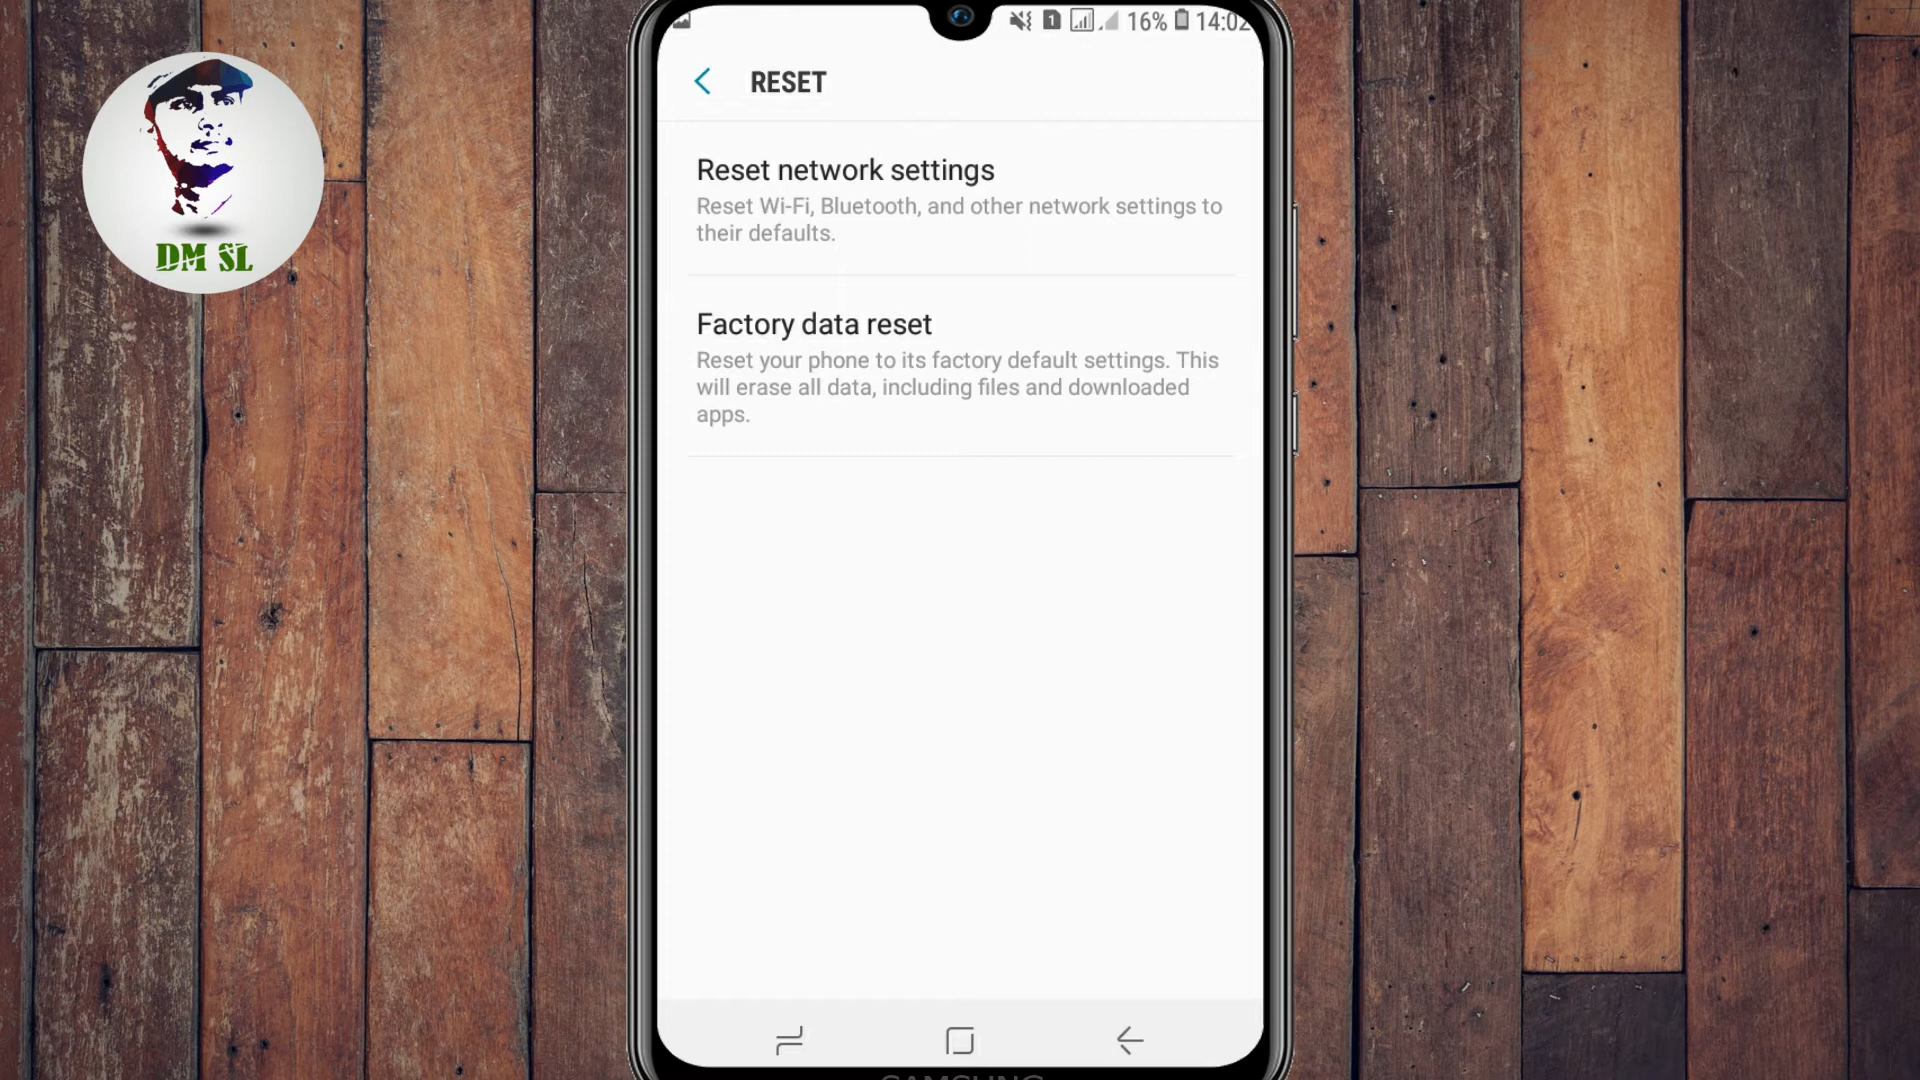 16% 14:02
RESET
Reset network settings
Reset Wi-Fi, Bluetooth, and other network settings to
their defaults.
Factory data reset
Reset your phone to its factory default settings. This
will erase all data, including files and downloaded
apps.
DM SL
SAMSUNG